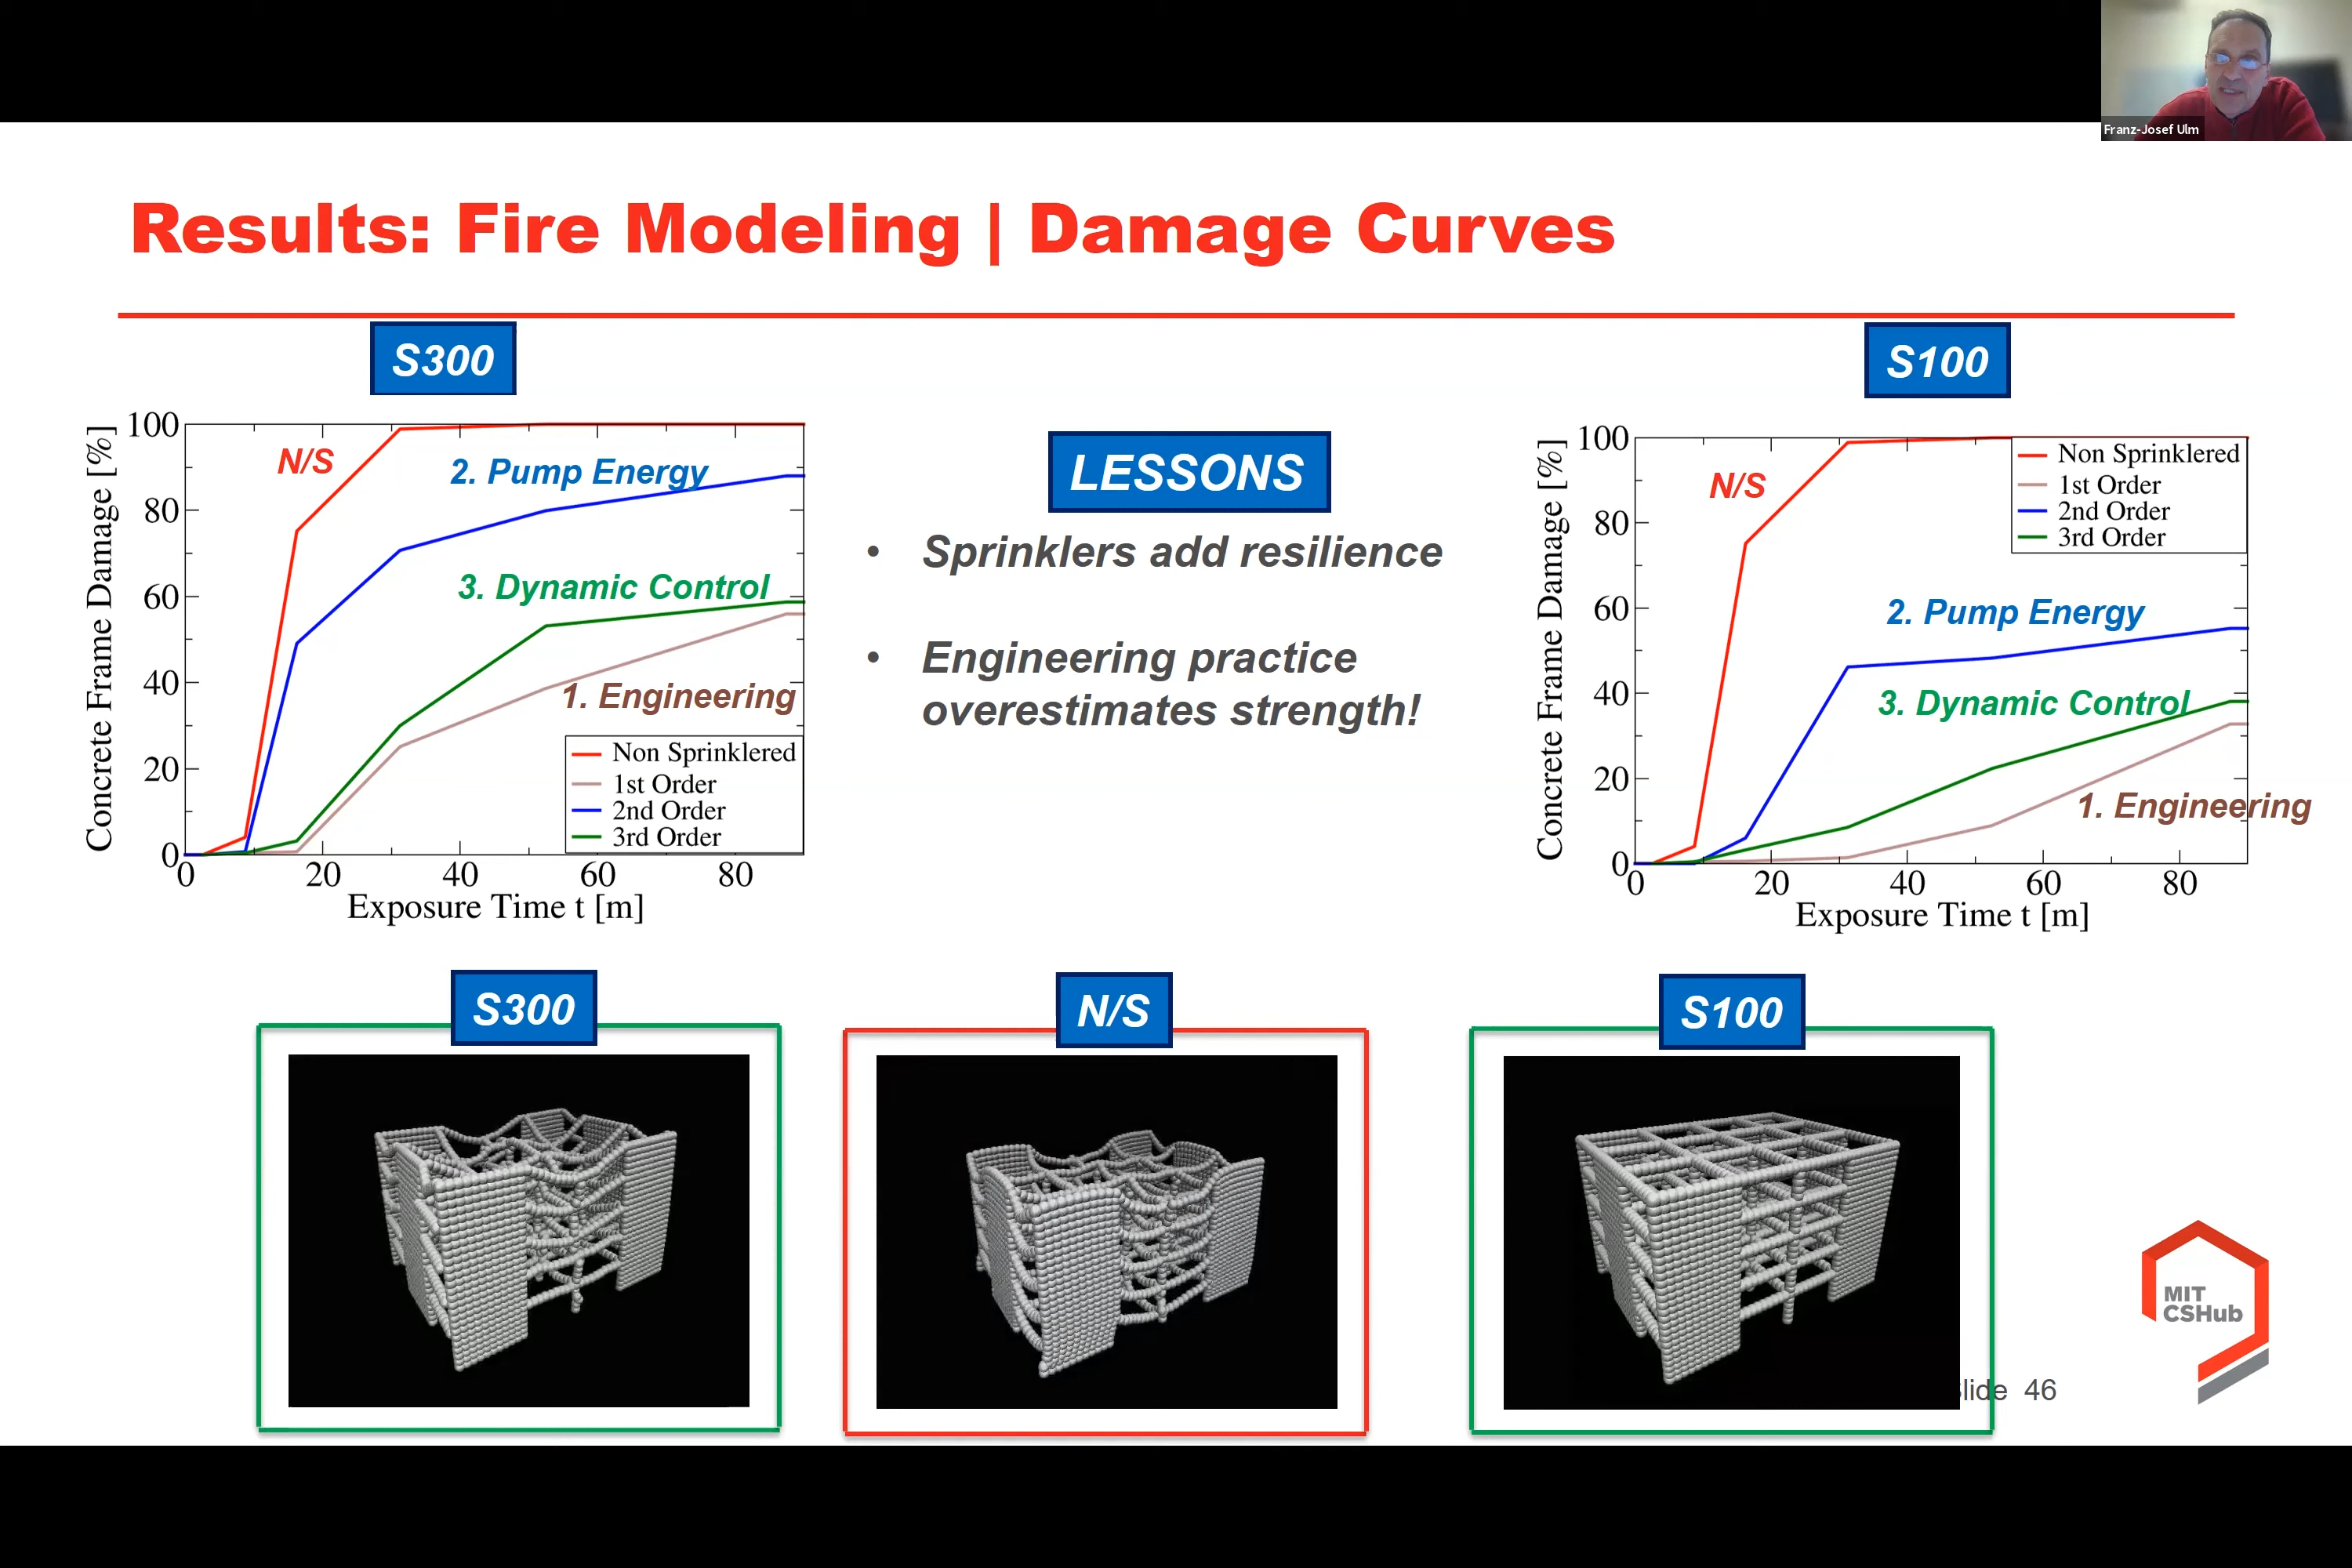 Franz-Josef Ulm
Results: Fire Modeling | Damage Curves
S300
S100
Concrete Frame Damage [%]
100
80
60
40
20
0
0 20 40 60 80
Exposure Time t [m]
N/S
2. Pump Energy
3. Dynamic Control
1. Engineering
Non Sprinklered
1st Order
2nd Order
3rd Order
LESSONS
• Sprinklers add resilience
• Engineering practice
overestimates strength!
Concrete Frame Damage [%]
100
80
60
40
20
0
0 20 40 60 80
Exposure Time t [m]
N/S
Non Sprinklered
1st Order
2nd Order
3rd Order
2. Pump Energy
3. Dynamic Control
1. Engineering
S300
N/S
S100
MIT
CSHub
lide 46